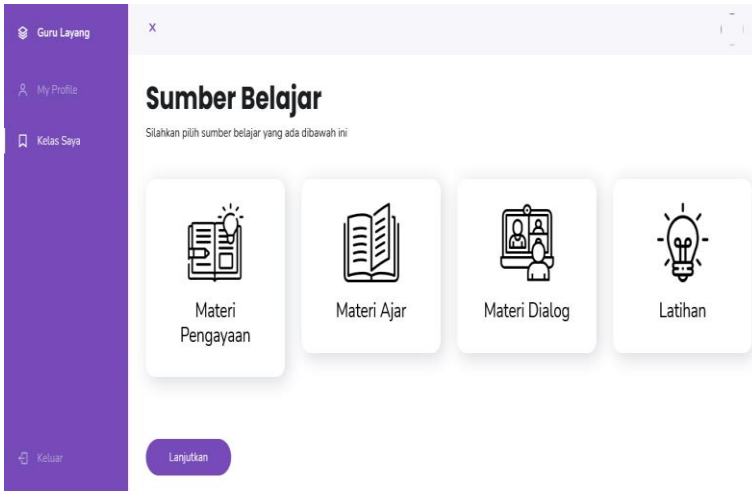 Guru Layang
X
My Profile
Kelas Saya
Sumber Belajar
Silahkan pilih sumber belajar yang ada dibawah ini
Materi
Pengayaan
Materi Ajar
Materi Dialog
Latihan
Keluar
Lanjutkan